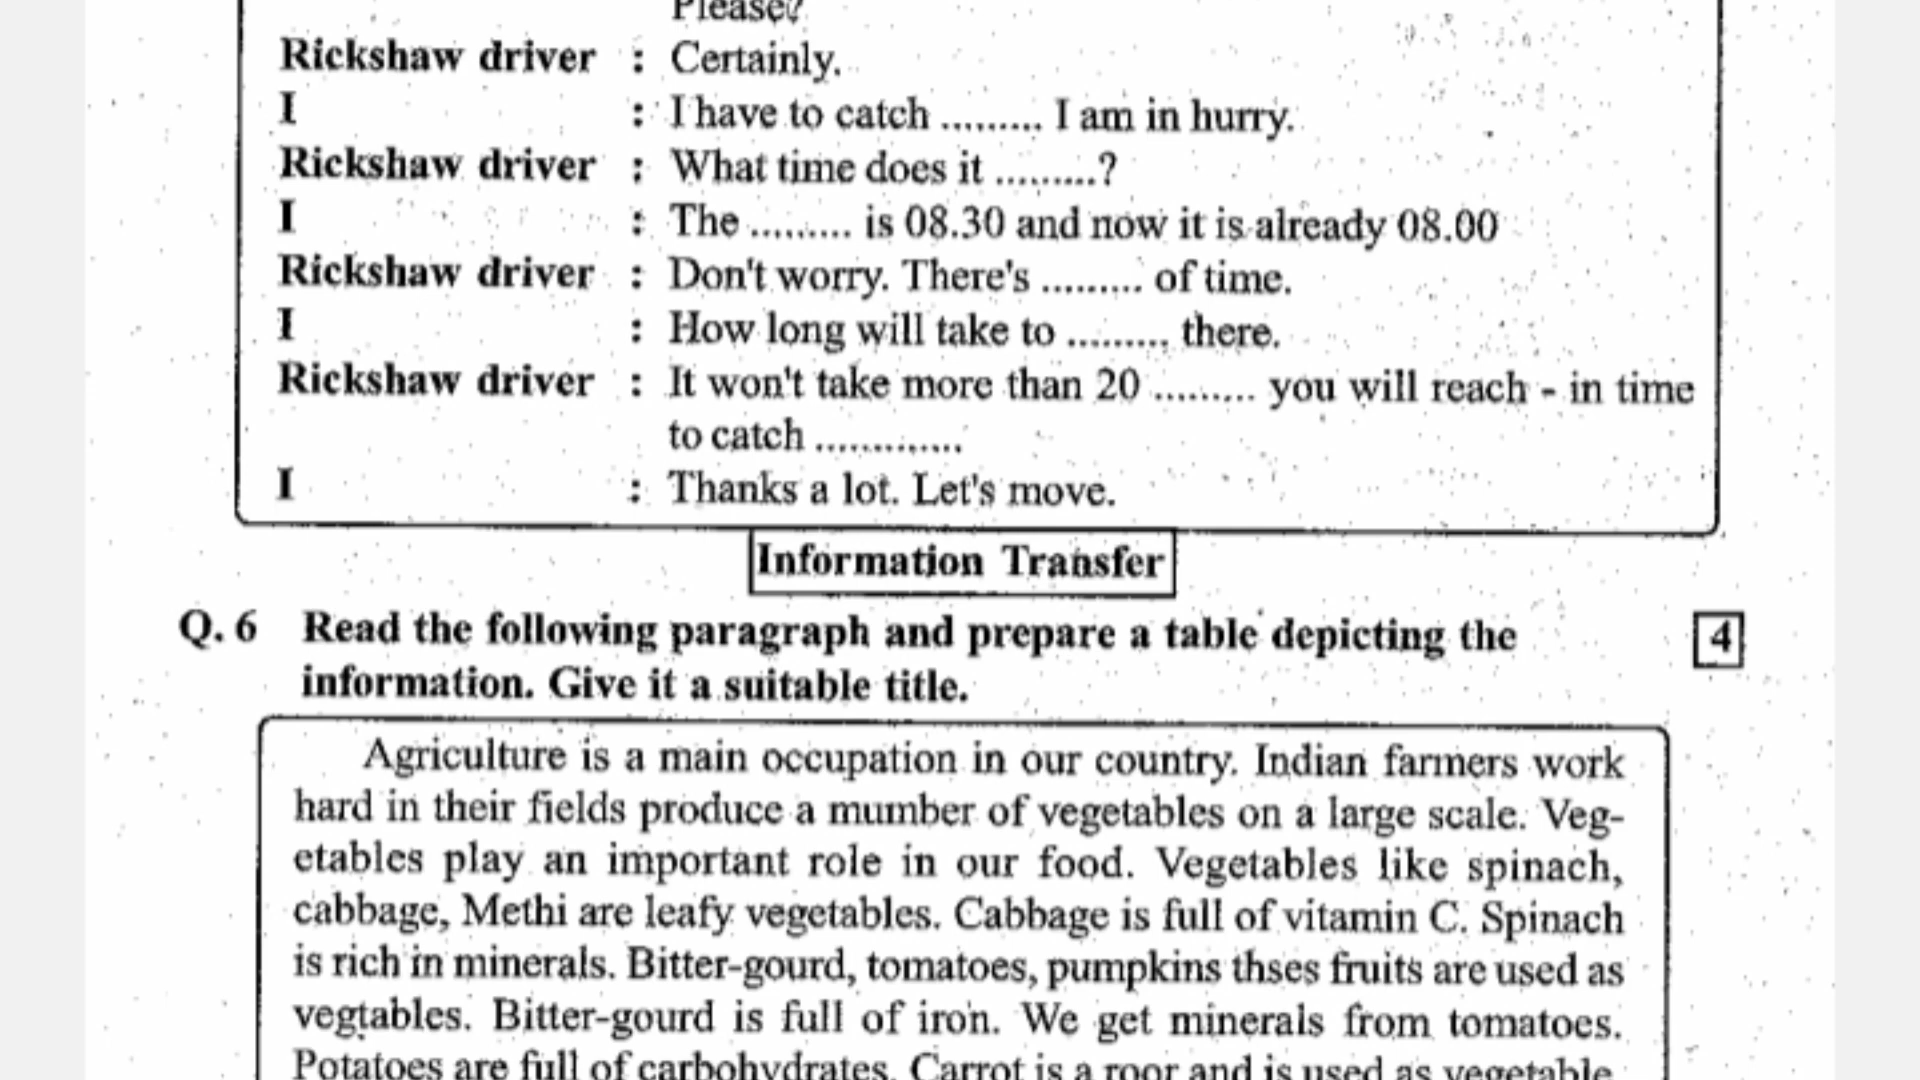 Please?
Rickshaw driver : Certainly.
I : I have to catch ......... I am in hurry.
Rickshaw driver : What time does it .........?
I : The ......... is 08.30 and now it is already 08.00
Rickshaw driver : Don't worry. There's ......... of time.
I : How long will take to ......... there.
Rickshaw driver : It won't take more than 20 ......... you will reach - in time
to catch .............
I : Thanks a lot. Let's move.
Information Transfer
Q. 6 Read the following paragraph and prepare a table depicting the 4
information. Give it a suitable title.
Agriculture is a main occupation in our country. Indian farmers work
hard in their fields produce a mumber of vegetables on a large scale. Veg-
etables play an important role in our food. Vegetables like spinach,
cabbage, Methi are leafy vegetables. Cabbage is full of vitamin C. Spinach
is rich in minerals. Bitter-gourd, tomatoes, pumpkins thses fruits are used as
vegtables. Bitter-gourd is full of iron. We get minerals from tomatoes.
Potatoes are full of carbohydrates. Carrot is a roor and is used as vegetable.